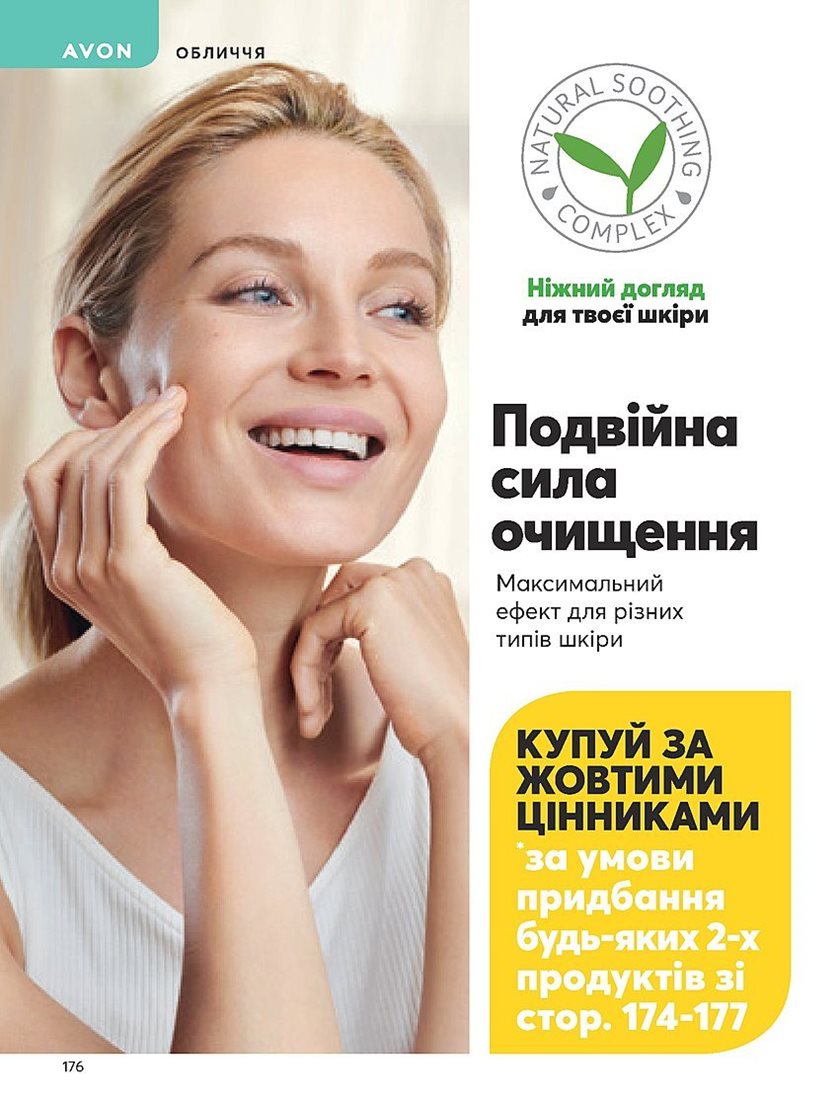 AVON
ОБЛИЧЧЯ
NATURAL SOOTHING
COMPLEX
Ніжний догляд
для твоєї шкіри
Подвійна
сила
очищення
Максимальний
ефект для різних
типів шкіри
КУПУЙ ЗА
ЖОВТИМИ
ЦІННИКАМИ
*за умови
придбання
будь-яких 2-х
продуктів зі
стор. 174-177
176